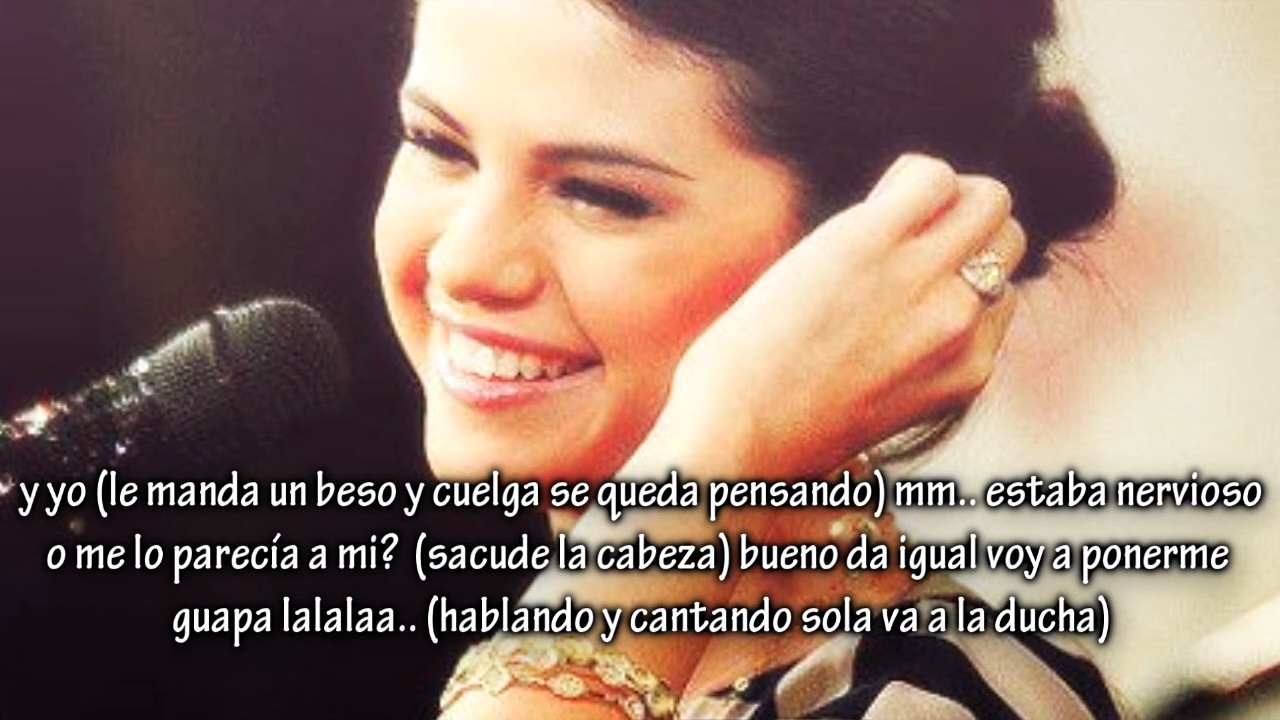 y yo (le manda un beso y cuelga se queda pensando) mm.. estaba nervioso
o me lo parecía a mi? (sacude la cabeza) bueno da igual voy a ponerme
guapa lalalaa.. (hablando y cantando sola va a la ducha)